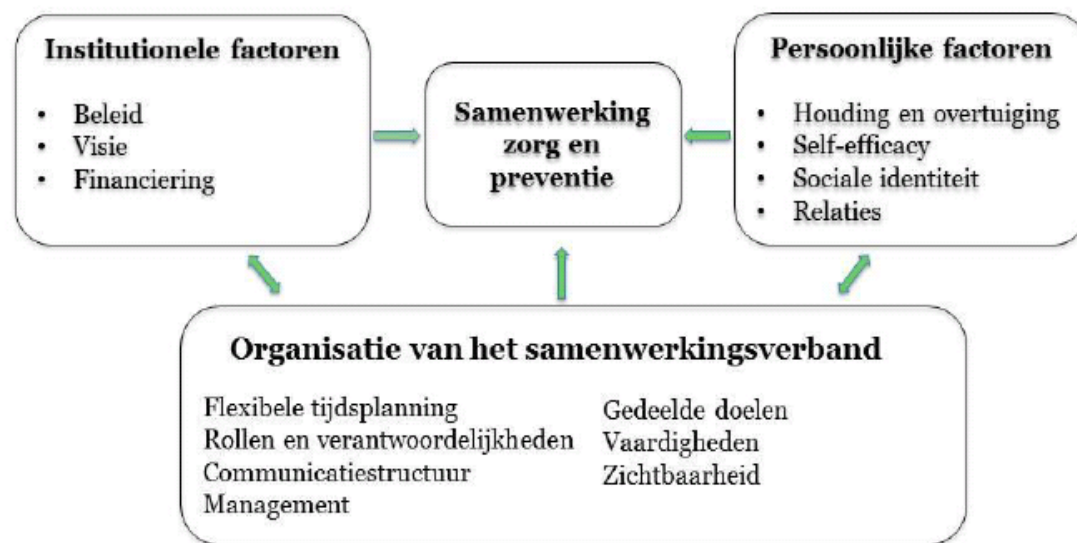 Institutionele factoren
• Beleid
• Visie
• Financiering
Samenwerking
zorg en
preventie
Persoonlijke factoren
• Houding en overtuiging
• Self-efficacy
• Sociale identiteit
• Relaties
Organisatie van het samenwerkingsverband
Flexibele tijdsplanning
Rollen en verantwoordelijkheden
Communicatiestructuur
Management
Gedeelde doelen
Vaardigheden
Zichtbaarheid